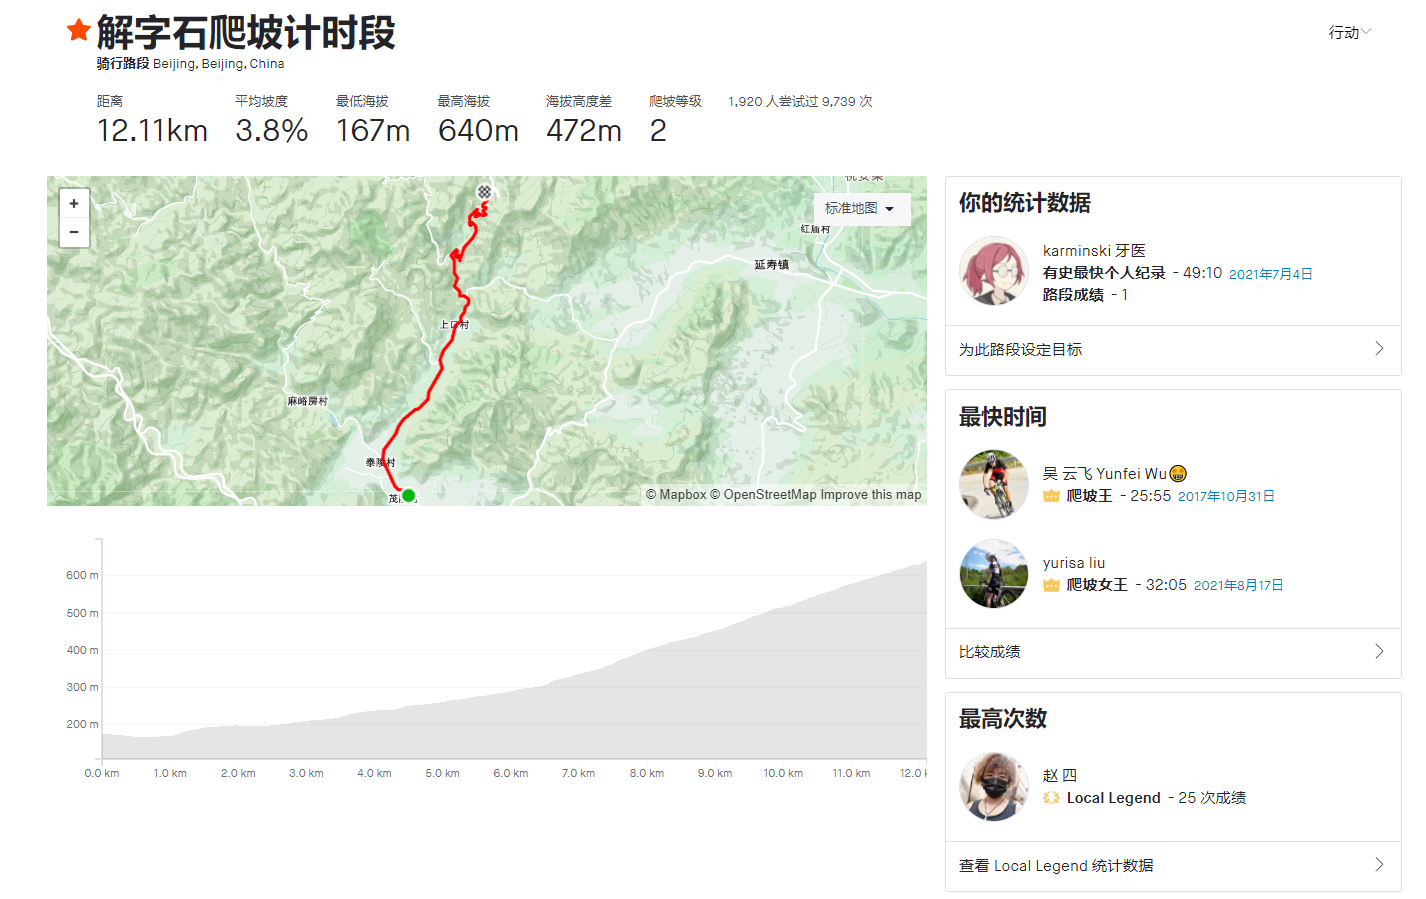 解字石爬坡计时段
行动
骑行路段 Beijing, Beijing, China
距离
12.11km
平均坡度
3.8%
最低海拔
167m
最高海拔
640m
海拔高度差
472m
爬坡等级
2
1,920 人尝试过 9,739 次
+
−
标准地图
红庙村
延寿镇
上口村
麻峪房村
泰陵村
© Mapbox © OpenStreetMap Improve this map
600 m
500 m
400 m
300 m
200 m
0.0 km 1.0 km 2.0 km 3.0 km 4.0 km 5.0 km 6.0 km 7.0 km 8.0 km 9.0 km 10.0 km 11.0 km 12.0 k
你的统计数据
karminski 牙医
有史最快个人纪录 - 49:10 2021年7月4日
路段成绩 - 1
为此路段设定目标
最快时间
吴 云飞 Yunfei Wu🤑
爬坡王 - 25:55 2017年10月31日
yurisa liu
爬坡女王 - 32:05 2021年8月17日
比较成绩
最高次数
赵 四
Local Legend - 25 次成绩
查看 Local Legend 统计数据